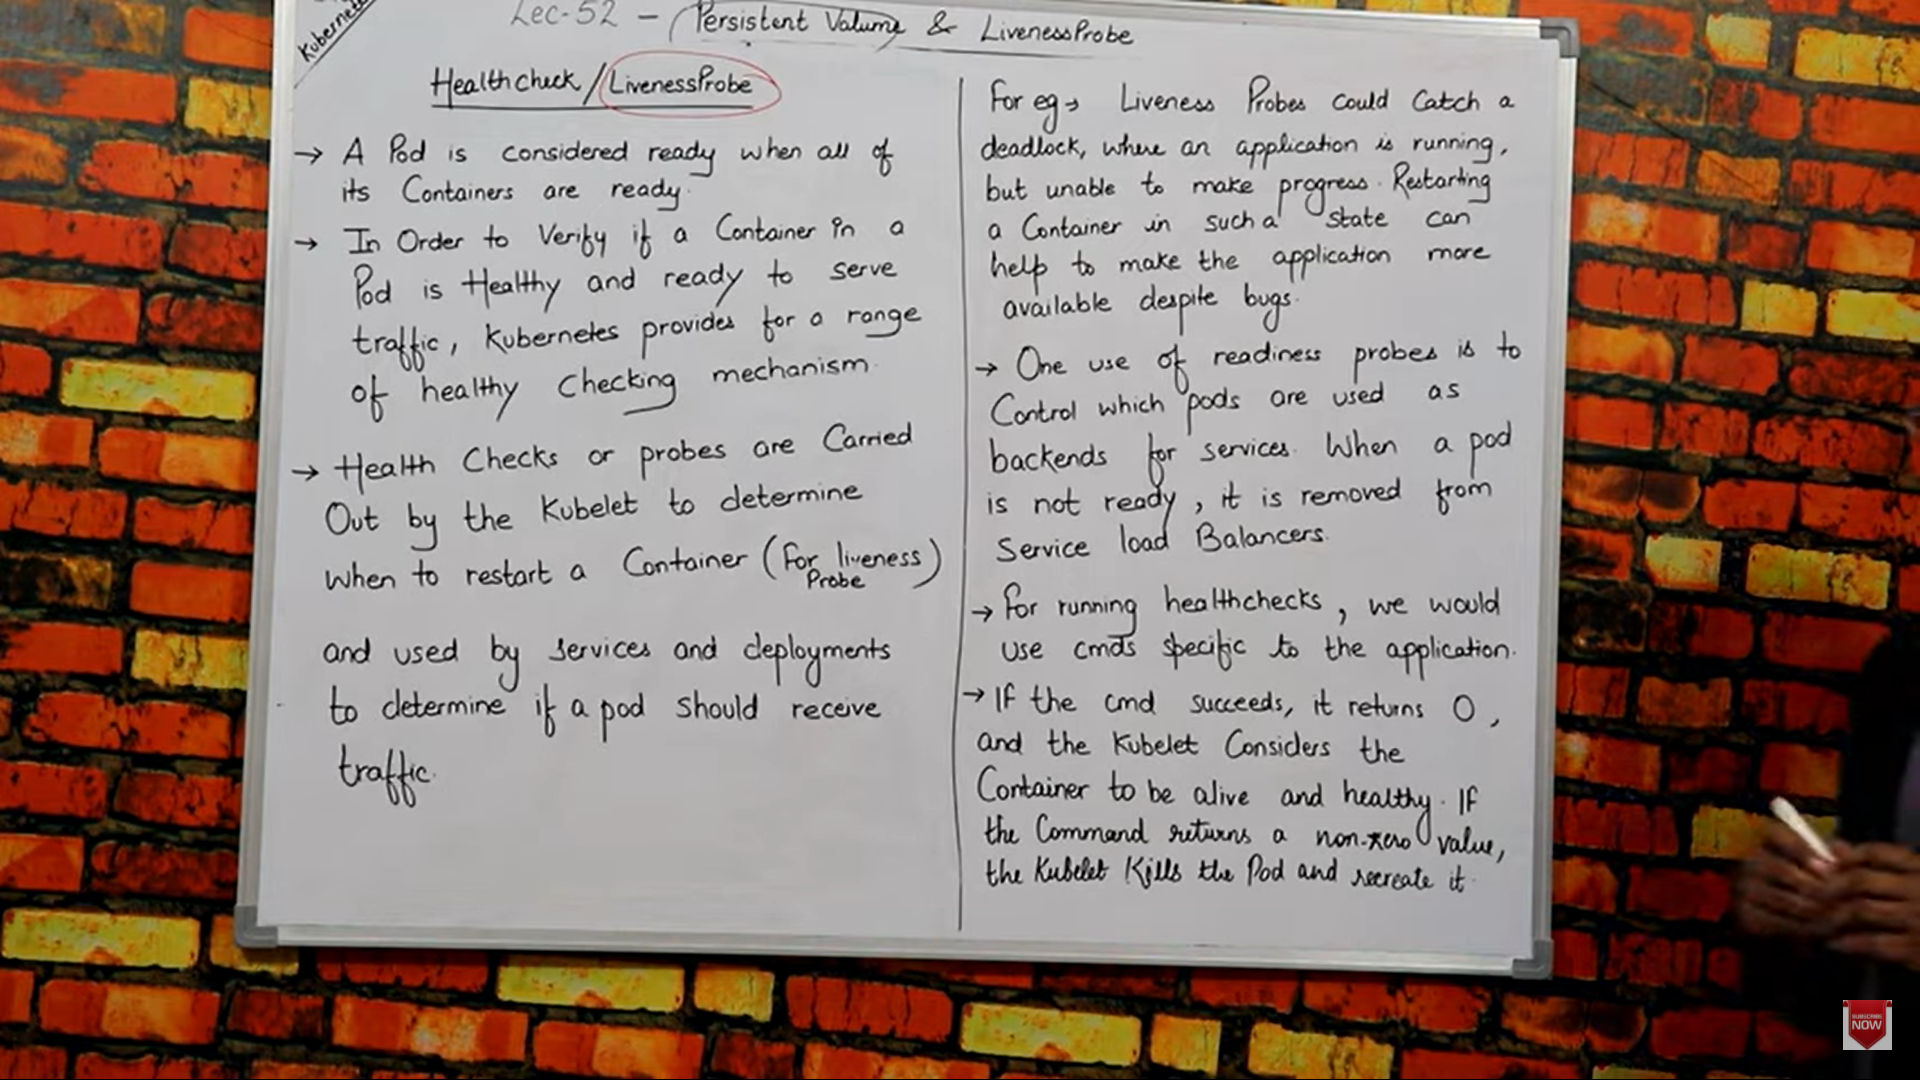 Kubernetes
Lec-52 - Persistent Volume & LivenessProbe
Healthcheck/LivenessProbe
→ A Pod is considered ready when all of
its Containers are ready.
→ In Order to Verify if a Container in a
Pod is Healthy and ready to serve
traffic, Kubernetes provides for a range
of healthy Checking mechanism.
→ Health Checks or probes are Carried
Out by the Kubelet to determine
when to restart a Container (for liveness
Probe)
and used by services and deployments
to determine if a pod should receive
traffic.
For eg→ Liveness Probes could Catch a
deadlock, where an application is running,
but unable to make progress. Restarting
a Container in such a state can
help to make the application more
available despite bugs.
→ One use of readiness probes is to
Control which pods are used as
backends for services. When a pod
is not ready, it is removed from
Service load Balancers.
→ For running healthchecks, we would
use cmds specific to the application.
→ If the cmd succeeds, it returns 0,
and the Kubelet Considers the
Container to be alive and healthy. If
the Command returns a non-zero value,
the Kubelet Kills the Pod and recreate it.
SUBSCRIBE
NOW